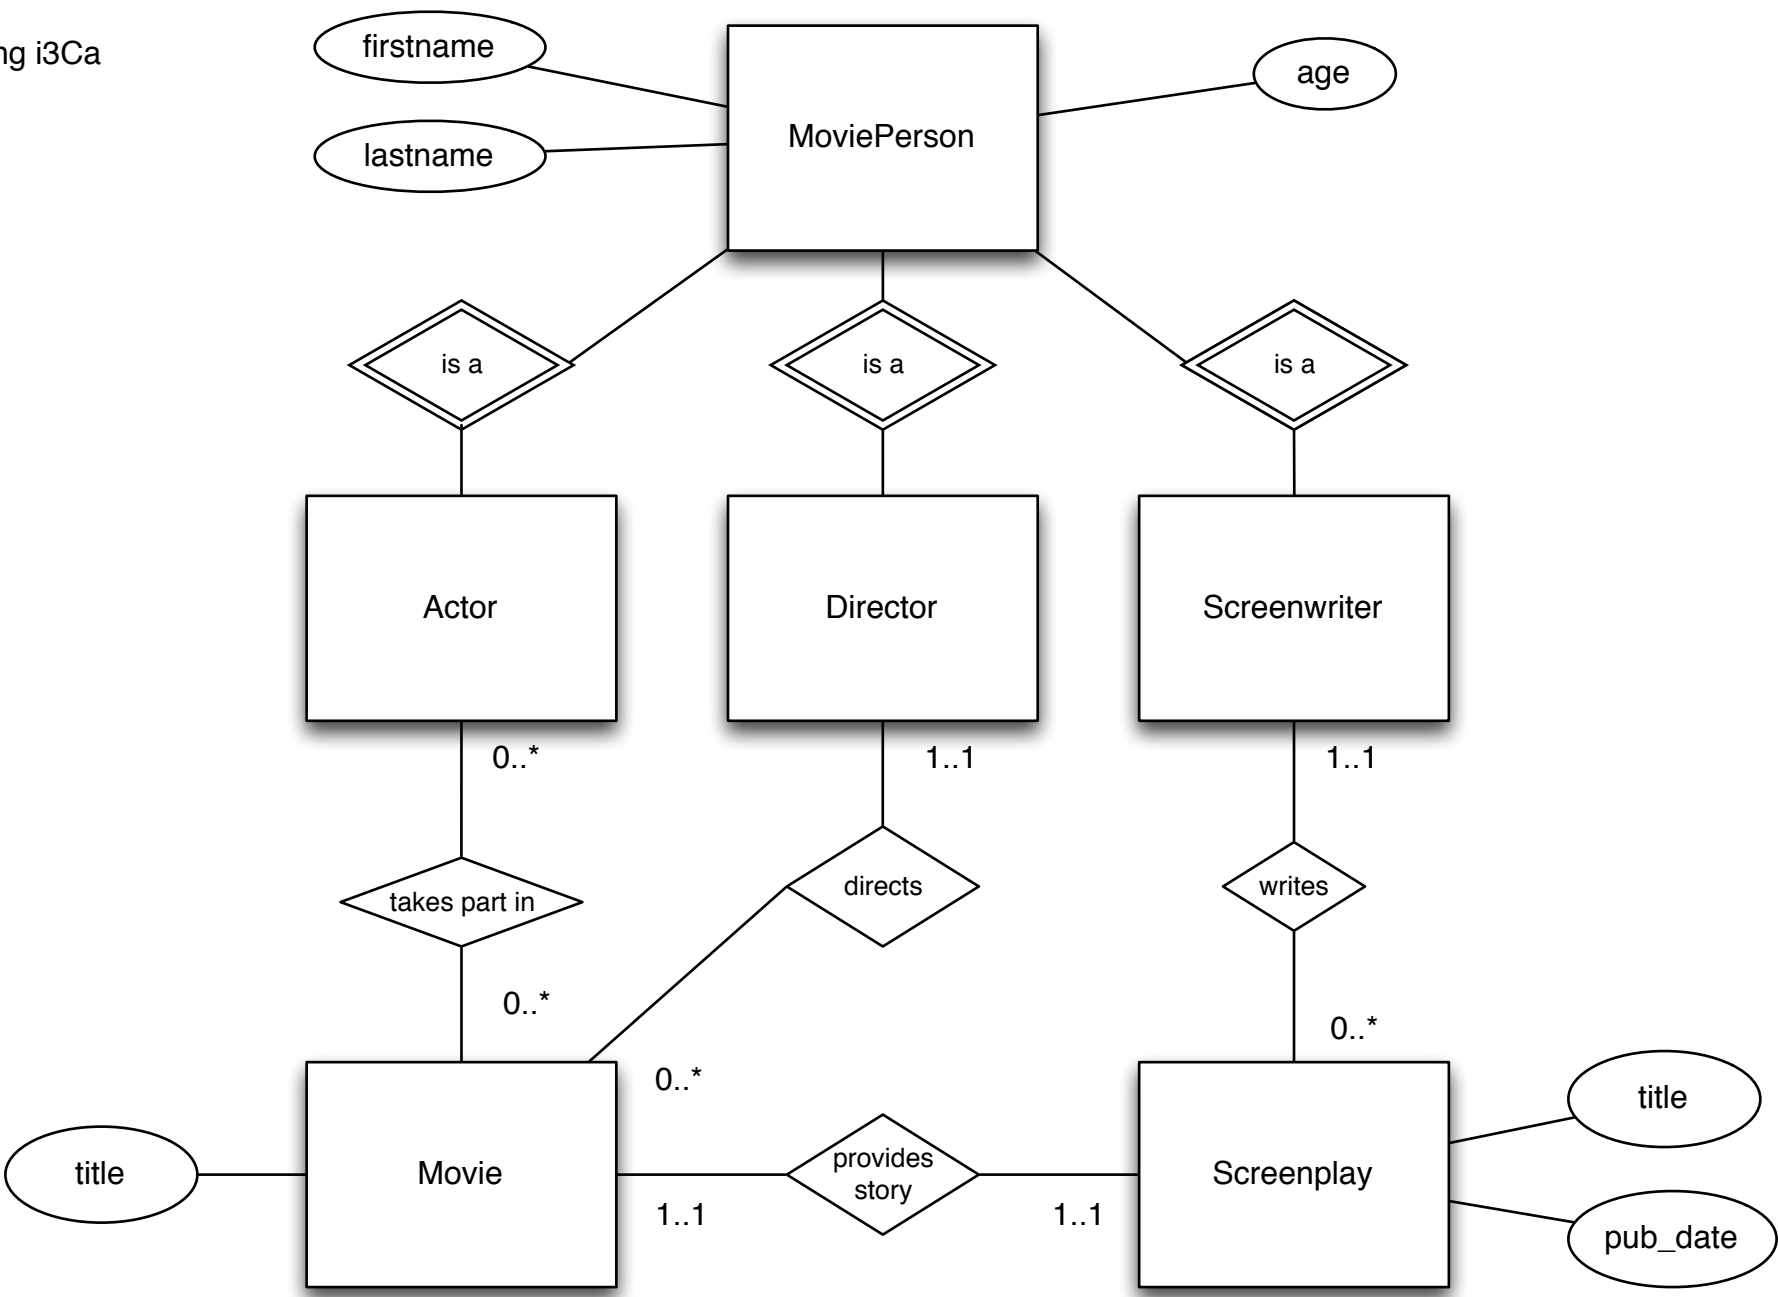 ng i3Ca
firstname
age
MoviePerson
lastname
is a
is a
is a
Actor
Director
Screenwriter
0..*
1..1
1..1
directs
writes
takes part in
0..*
0..*
0..*
title
provides
story
title
Movie
Screenplay
1..1
1..1
pub_date